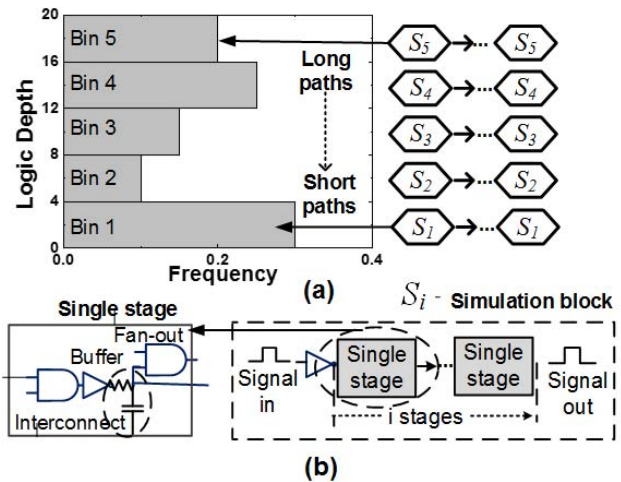 20
16
12
8
4
0
Logic Depth
Bin 5
Bin 4
Bin 3
Bin 2
Bin 1
Long
paths
Short
paths
0.0
0.2
0.4
Frequency
S5 ... S5
S4 ... S4
S3 ... S3
S2 ... S2
S1 ... S1
(a)
Single stage
Fan-out
Buffer
Interconnect
Si - Simulation block
Signal
in
Single
stage
...
Single
stage
Signal
out
i stages
(b)